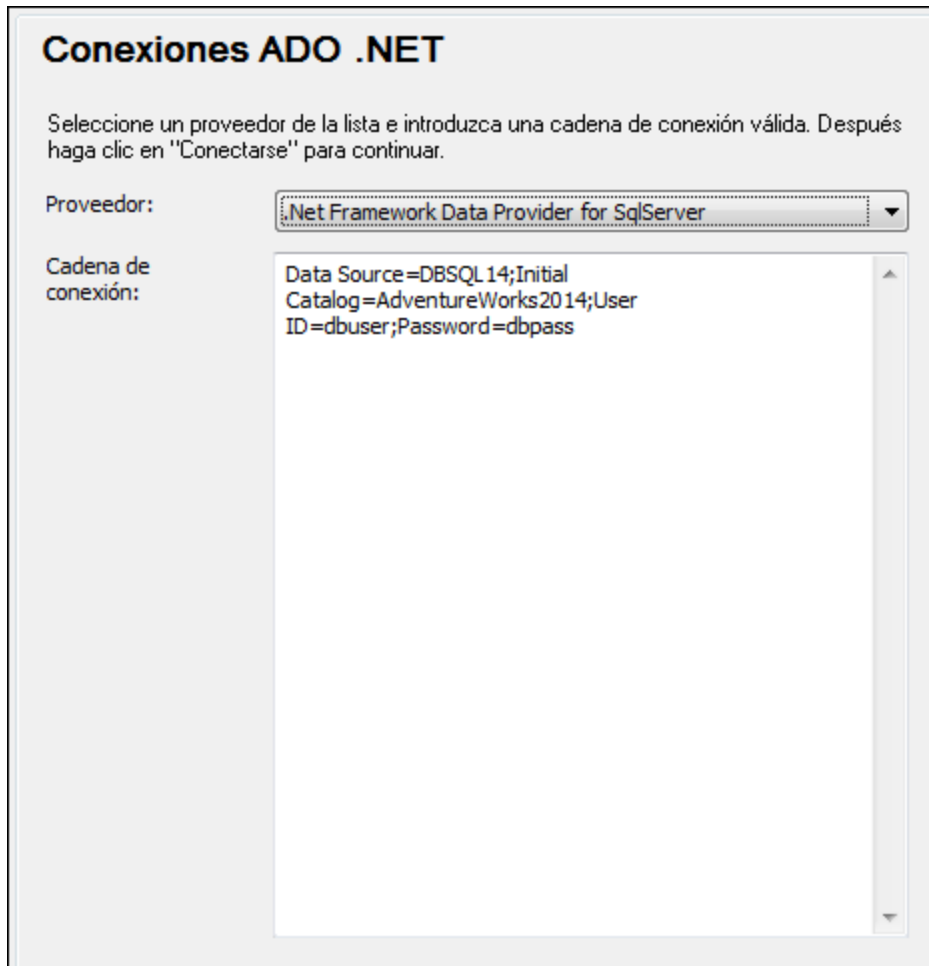 Conexiones ADO .NET
Seleccione un proveedor de la lista e introduzca una cadena de conexión válida. Después
haga clic en "Conectarse" para continuar.
Proveedor:
.Net Framework Data Provider for SqlServer
Cadena de
conexión:
Data Source=DBSQL14;Initial
Catalog=AdventureWorks2014;User
ID=dbuser;Password=dbpass